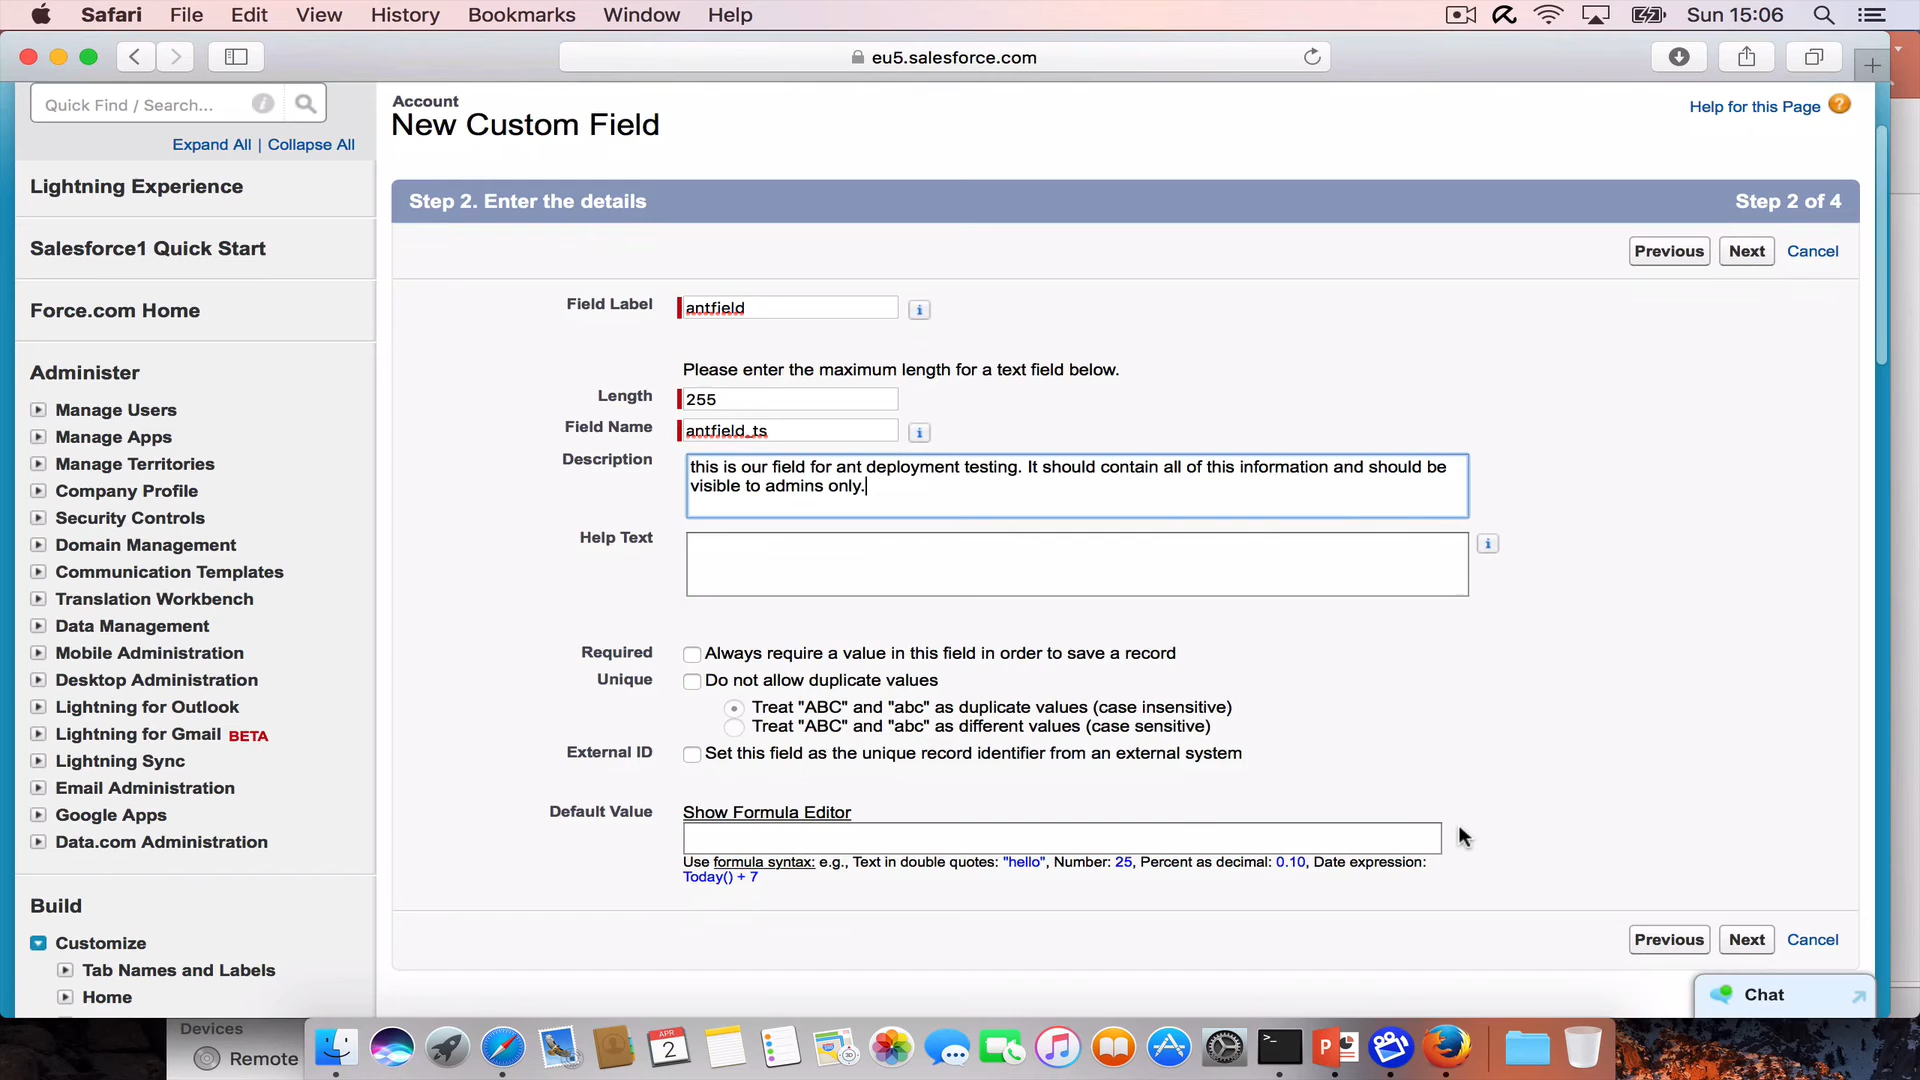 Safari File Edit View History Bookmarks Window Help Sun 15:06
eu5.salesforce.com
Quick Find / Search...
Expand All | Collapse All
Lightning Experience
Salesforce1 Quick Start
Force.com Home
Administer
Manage Users
Manage Apps
Manage Territories
Company Profile
Security Controls
Domain Management
Communication Templates
Translation Workbench
Data Management
Mobile Administration
Desktop Administration
Lightning for Outlook
Lightning for Gmail BETA
Lightning Sync
Email Administration
Google Apps
Data.com Administration
Build
Customize
Tab Names and Labels
Home
Account
New Custom Field
Help for this Page ?
Step 2. Enter the details Step 2 of 4
Previous Next Cancel
Field Label antfield
Please enter the maximum length for a text field below.
Length 255
Field Name antfield_ts
Description this is our field for ant deployment testing. It should contain all of this information and should be
visible to admins only.
Help Text
Required Always require a value in this field in order to save a record
Unique Do not allow duplicate values
Treat "ABC" and "abc" as duplicate values (case insensitive)
Treat "ABC" and "abc" as different values (case sensitive)
External ID Set this field as the unique record identifier from an external system
Default Value Show Formula Editor
Use formula syntax: e.g., Text in double quotes: "hello", Number: 25, Percent as decimal: 0.10, Date expression:
Today() + 7
Previous Next Cancel
Chat
Devices
Remote
APR
2